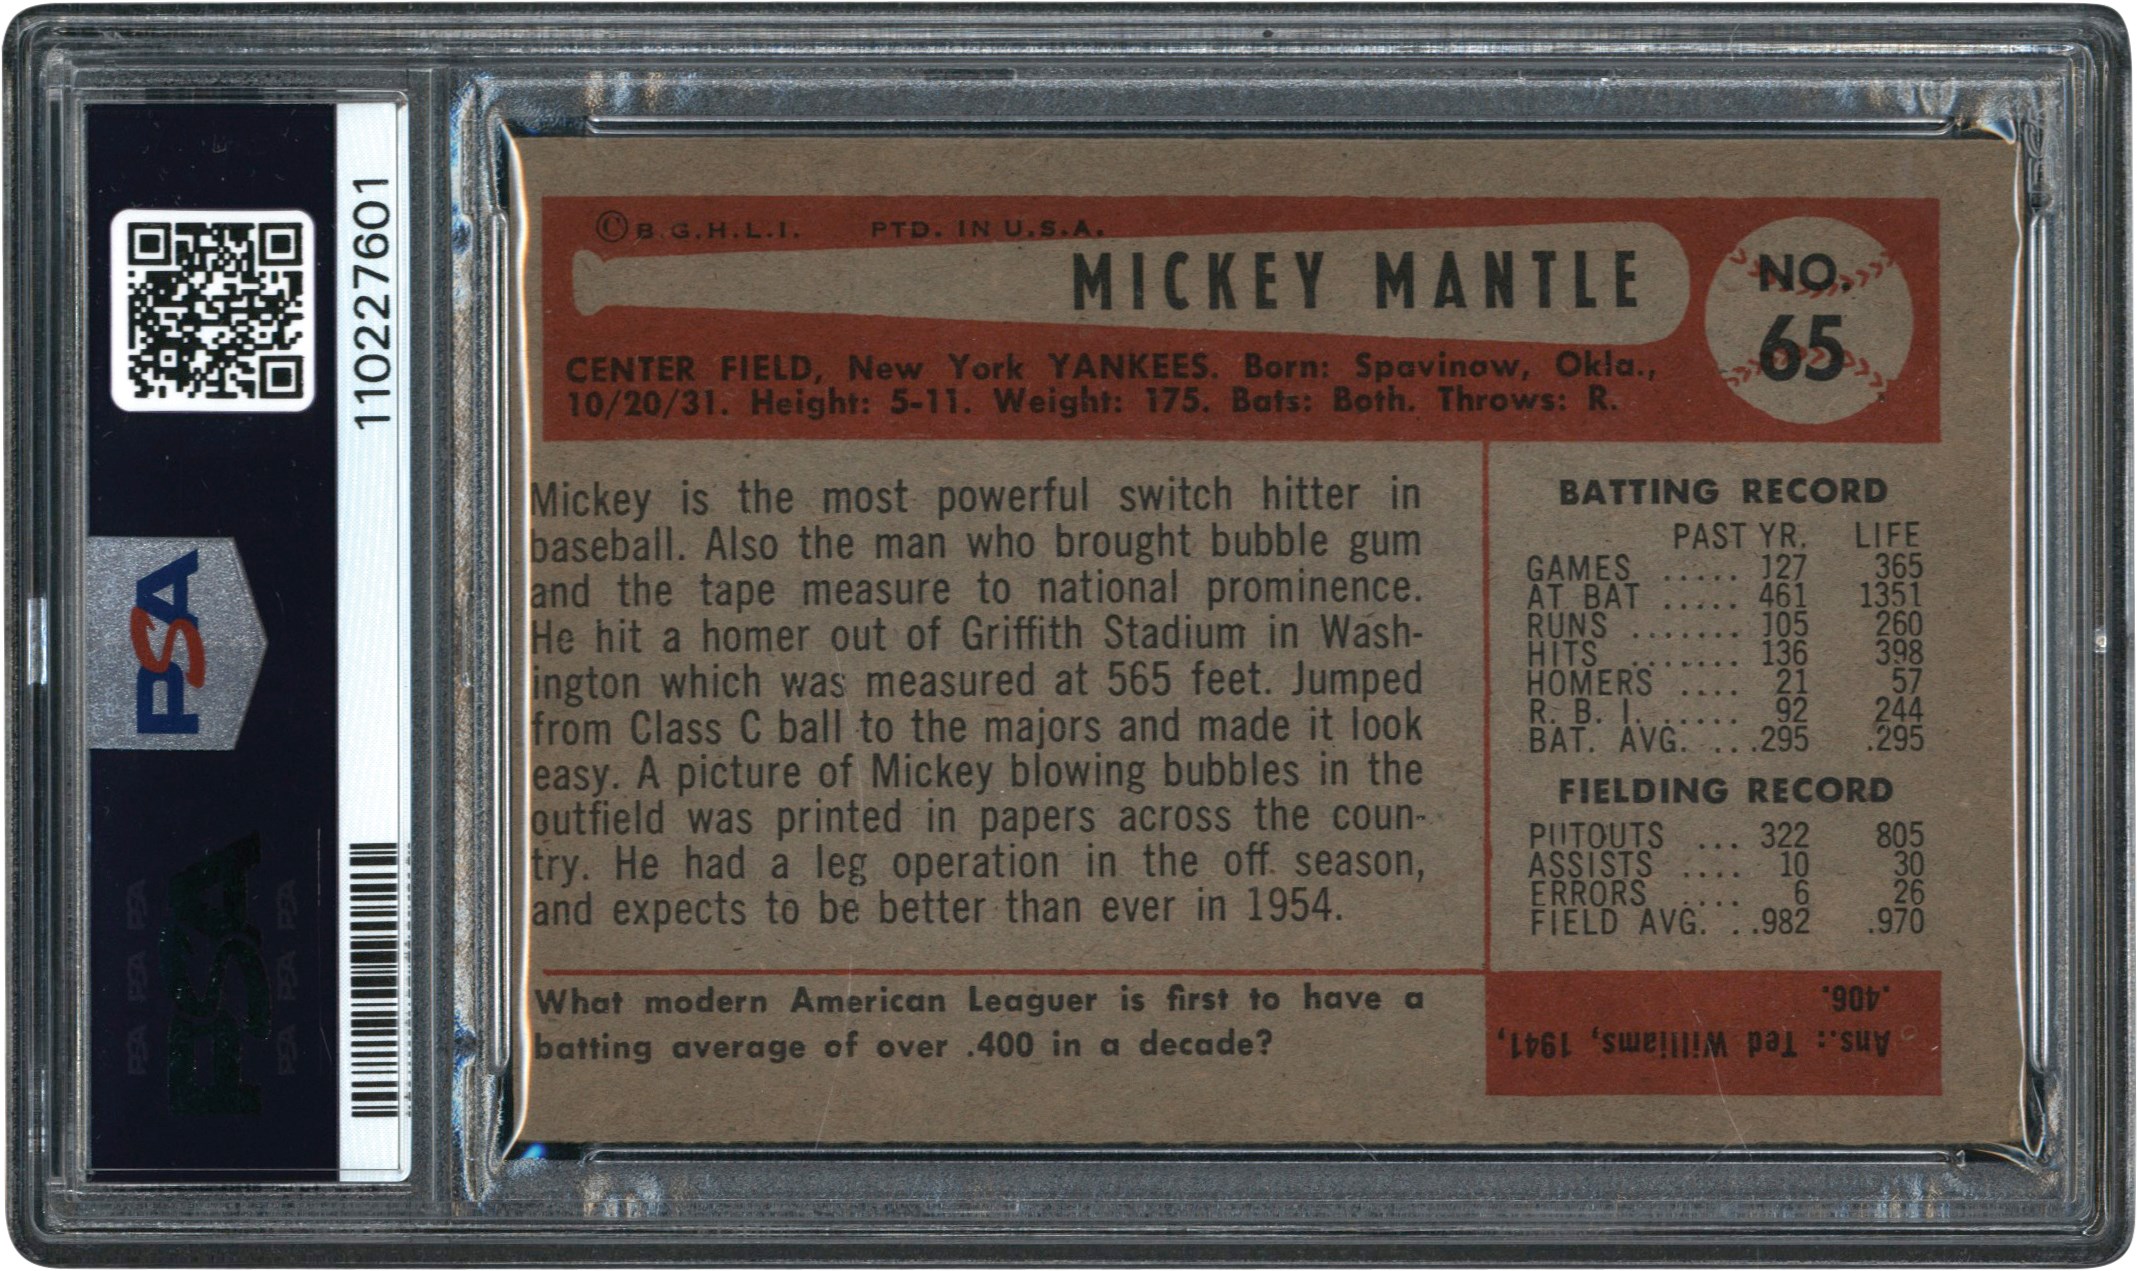 110227601
PSA
PSA
© B.G.H.L.I. PTD. IN U.S.A.
MICKEY MANTLE
NO.
65
CENTER FIELD, New York YANKEES. Born: Spavinaw, Okla.,
10/20/31. Height: 5-11. Weight: 175. Bats: Both. Throws: R.
Mickey is the most powerful switch hitter in
baseball. Also the man who brought bubble gum
and the tape measure to national prominence.
He hit a homer out of Griffith Stadium in Wash-
ington which was measured at 565 feet. Jumped
from Class C ball to the majors and made it look
easy. A picture of Mickey blowing bubbles in the
outfield was printed in papers across the coun-
try. He had a leg operation in the off season,
and expects to be better than ever in 1954.
BATTING RECORD
PAST YR. LIFE
GAMES ..... 127 365
AT BAT ..... 461 1351
RUNS ....... 105 260
HITS ....... 136 398
HOMERS .... 21 57
R. B. I. ..... 92 244
BAT. AVG. ...295 .295
FIELDING RECORD
PUTOUTS ... 322 805
ASSISTS .... 10 30
ERRORS .... 6 26
FIELD AVG. ..982 .970
What modern American Leaguer is first to have a
batting average of over .400 in a decade?
Ans.: Ted Williams, 1941,
.406.